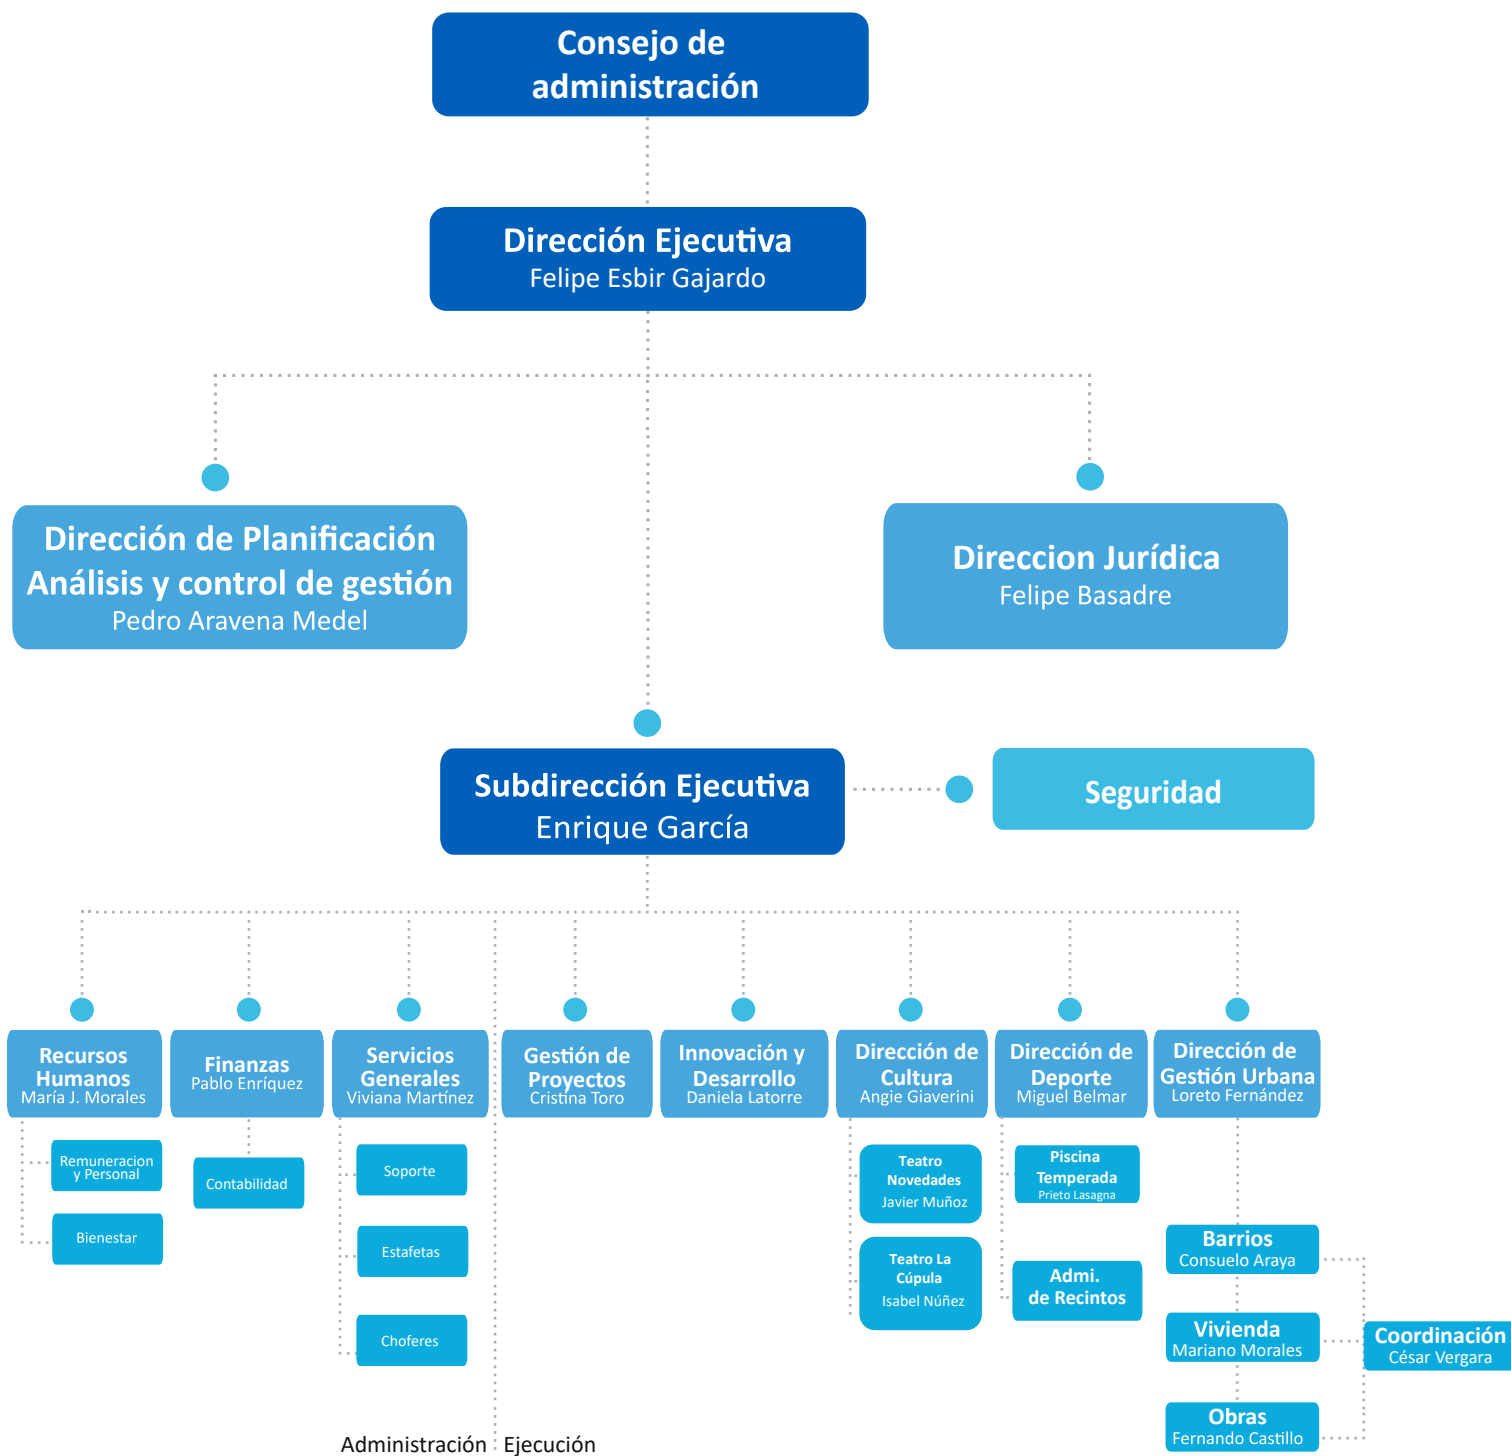 Consejo de
administración
Dirección Ejecutiva
Felipe Esbir Gajardo
Dirección de Planificación
Análisis y control de gestión
Pedro Aravena Medel
Direccion Jurídica
Felipe Basadre
Subdirección Ejecutiva
Enrique García
Seguridad
Recursos
Humanos
María J. Morales
Remuneracion
y Personal
Bienestar
Finanzas
Pablo Enríquez
Contabilidad
Servicios
Generales
Viviana Martínez
Soporte
Estafetas
Choferes
Gestión de
Proyectos
Cristina Toro
Innovación y
Desarrollo
Daniela Latorre
Dirección de
Cultura
Angie Giaverini
Teatro
Novedades
Javier Muñoz
Teatro La
Cúpula
Isabel Núñez
Dirección de
Deporte
Miguel Belmar
Piscina
Temperada
Prieto Lasagna
Admi.
de Recintos
Dirección de
Gestión Urbana
Loreto Fernández
Barrios
Consuelo Araya
Vivienda
Mariano Morales
Obras
Fernando Castillo
Coordinación
César Vergara
Administración
Ejecución